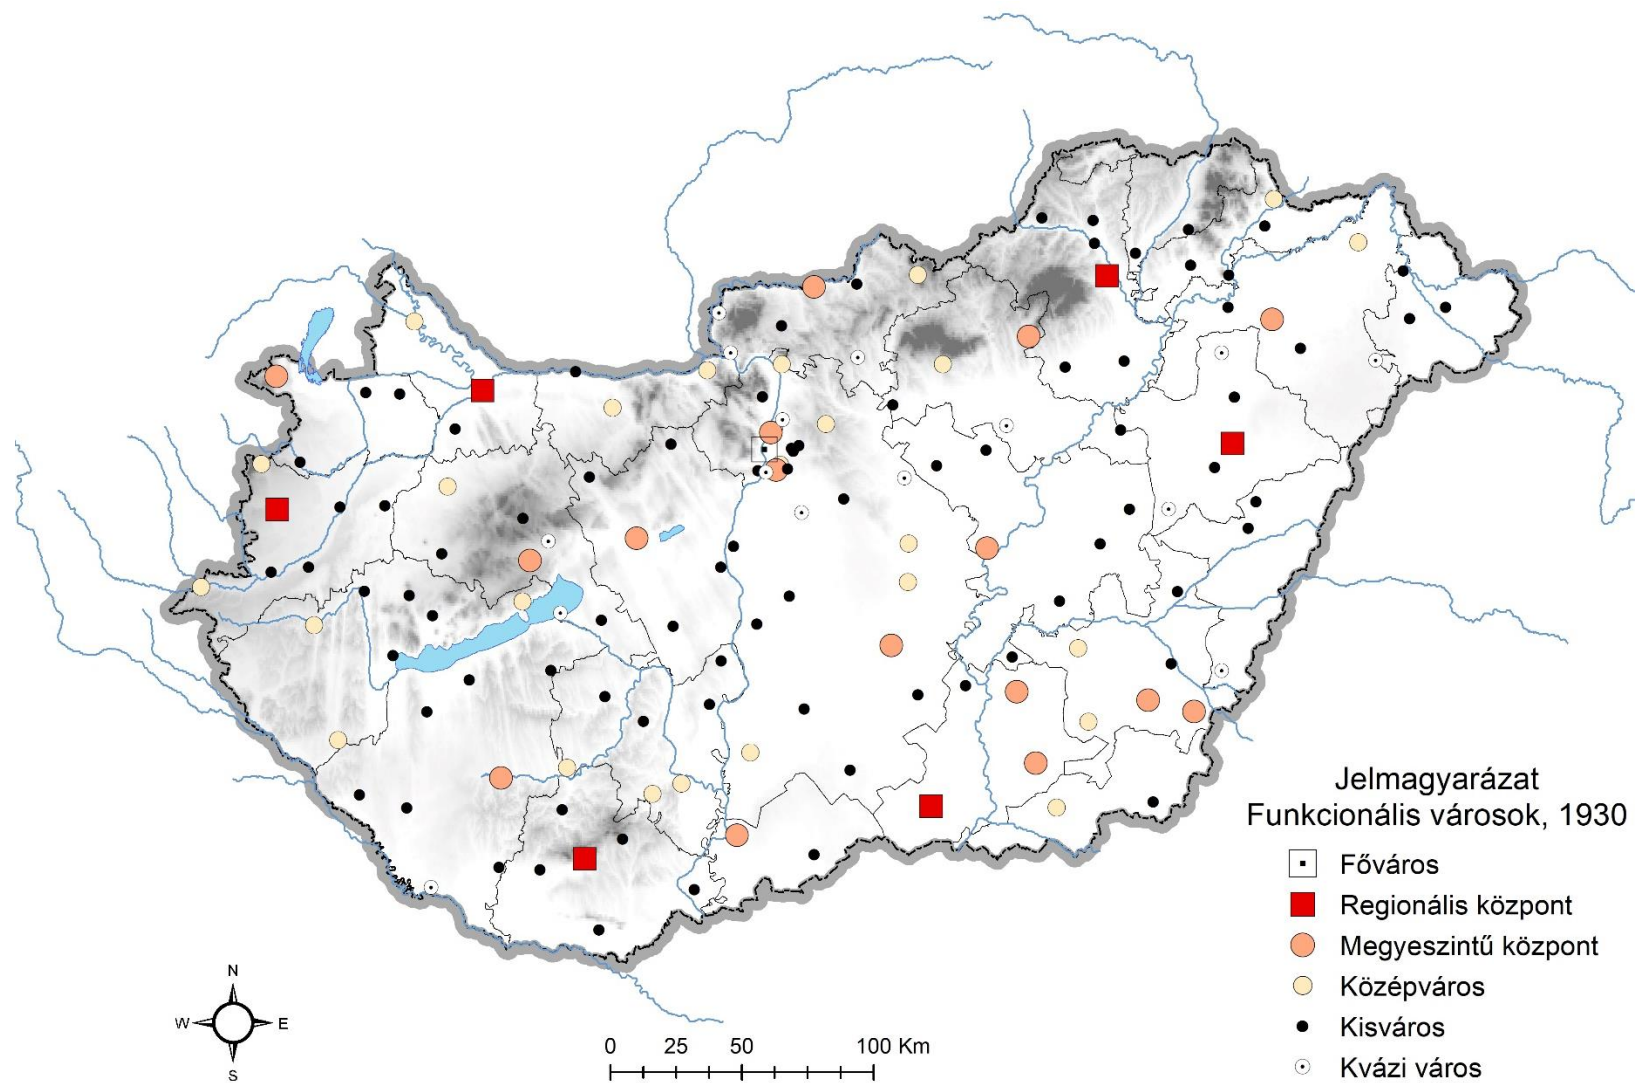 Jelmagyarázat
Funkcionális városok, 1930
Főváros
Regionális központ
Megyeszintű központ
Középváros
Kisváros
Kvázi város
N
W E
S
0 25 50 100 Km